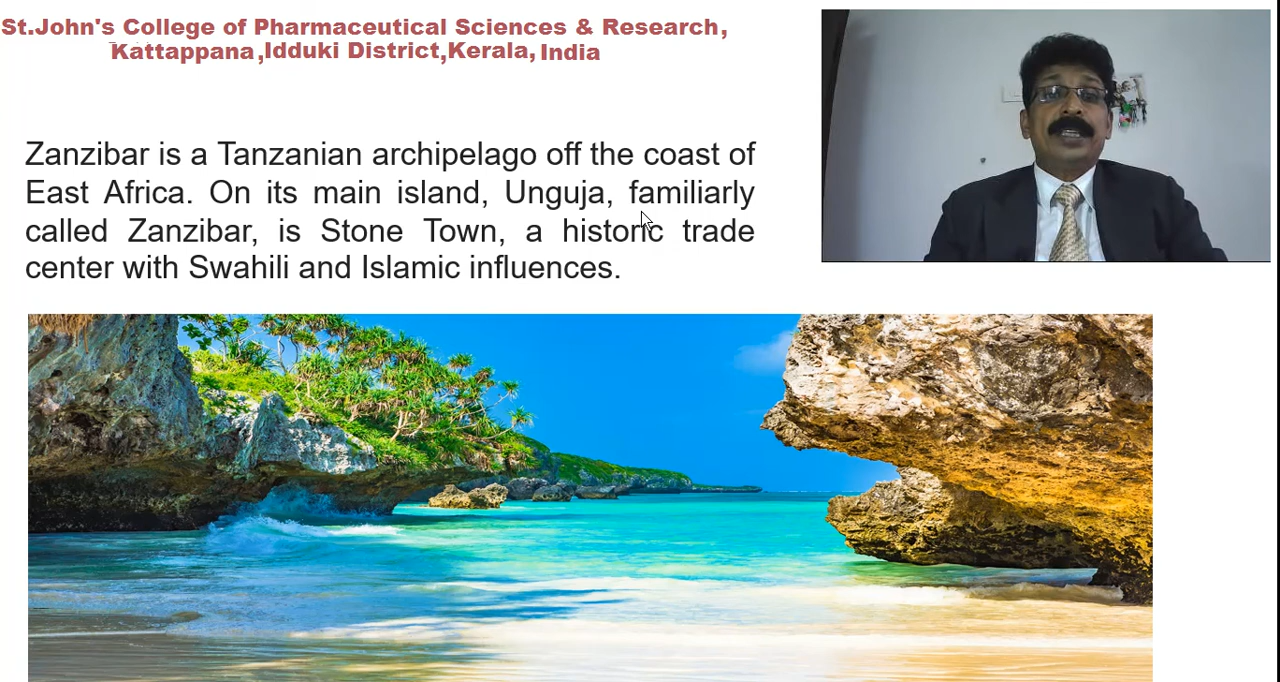 St.John's College of Pharmaceutical Sciences & Research,
Kattappana,Idduki District,Kerala, India
Zanzibar is a Tanzanian archipelago off the coast of
East Africa. On its main island, Unguja, familiarly
called Zanzibar, is Stone Town, a historic trade
center with Swahili and Islamic influences.